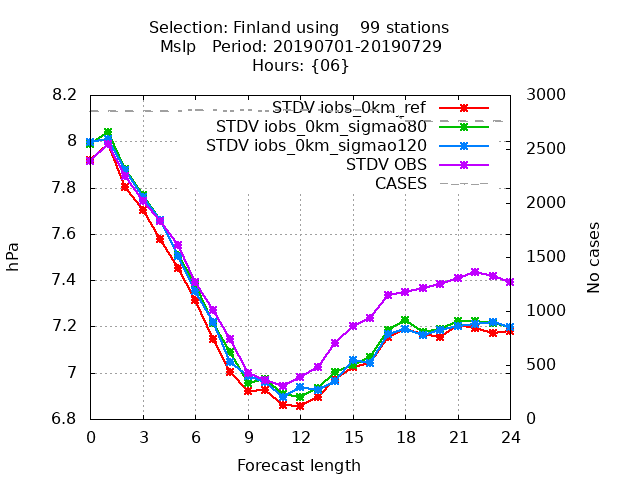 Selection: Finland using 99 stations
Mslp Period: 20190701-20190729
Hours: {06}
8.2 3000
STDV iobs_0km_ref
STDV iobs_0km_sigmao80
8 2500
STDV iobs_0km_sigmao120
STDV OBS
CASES
7.8 2000
7.6 1500
hPa No cases
7.4 1000
7.2
7 500
6.8 0
0 3 6 9 12 15 18 21 24
Forecast length